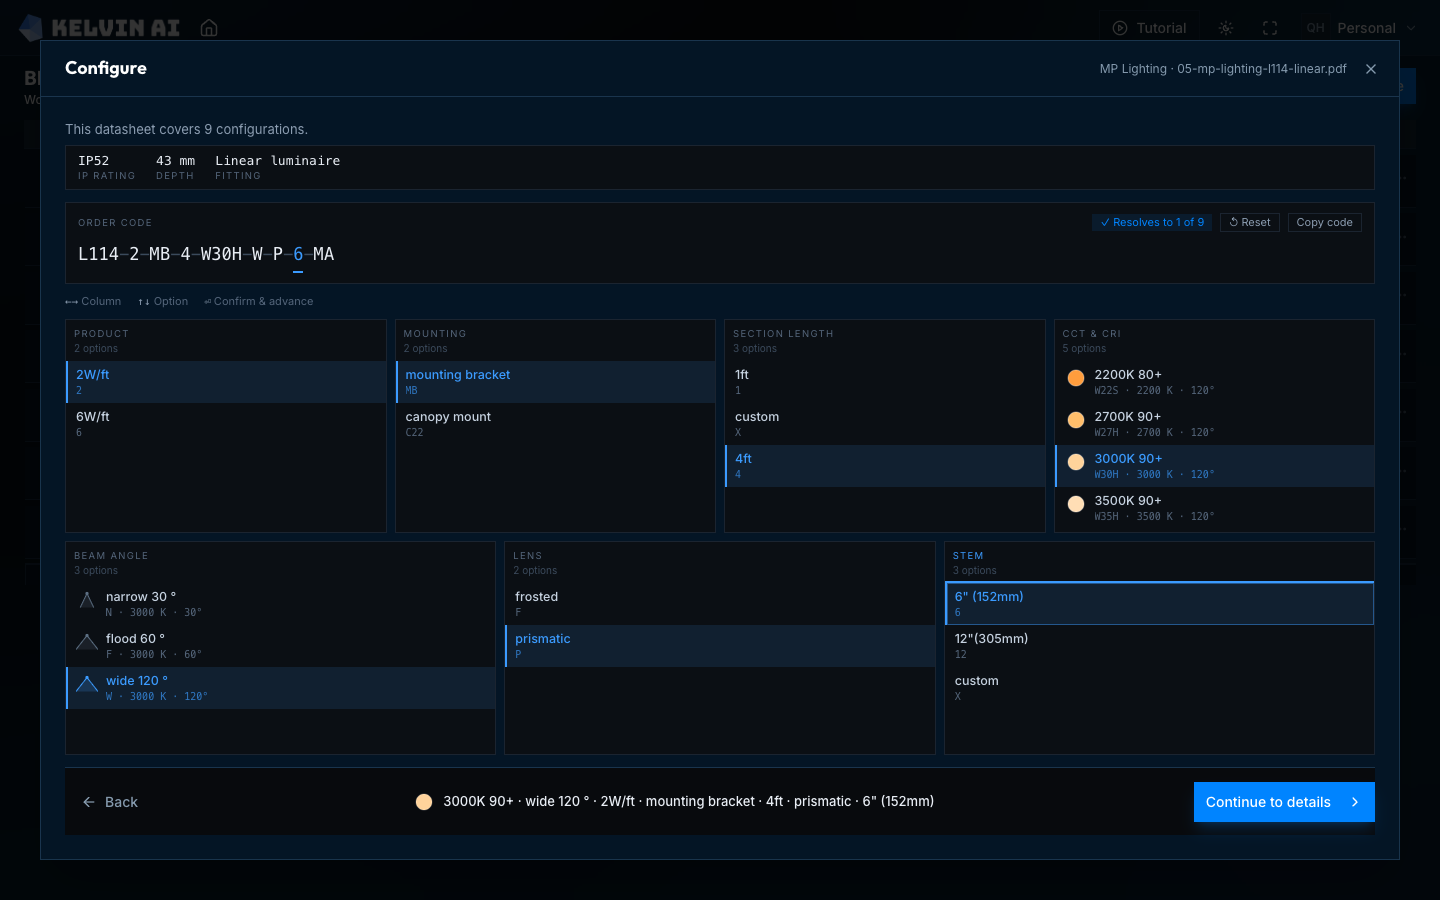 KELVIN AI
Tutorial
QH Personal
Configure
MP Lighting · 05-mp-lighting-l114-linear.pdf
This datasheet covers 9 configurations.
IP52 43 mm Linear luminaire
IP RATING DEPTH FITTING
ORDER CODE
✓ Resolves to 1 of 9
↺ Reset
Copy code
L114–2–MB–4–W30H–W–P–6–MA
←→ Column ↑↓ Option ⏎ Confirm & advance
PRODUCT
2 options
2W/ft
2
6W/ft
6
MOUNTING
2 options
mounting bracket
MB
canopy mount
C22
SECTION LENGTH
3 options
1ft
1
custom
X
4ft
4
CCT & CRI
5 options
2200K 80+
W22S · 2200 K · 120°
2700K 90+
W27H · 2700 K · 120°
3000K 90+
W30H · 3000 K · 120°
3500K 90+
W35H · 3500 K · 120°
BEAM ANGLE
3 options
narrow 30 °
N · 3000 K · 30°
flood 60 °
F · 3000 K · 60°
wide 120 °
W · 3000 K · 120°
LENS
2 options
frosted
F
prismatic
P
STEM
3 options
6" (152mm)
6
12"(305mm)
12
custom
X
← Back
3000K 90+ · wide 120 ° · 2W/ft · mounting bracket · 4ft · prismatic · 6" (152mm)
Continue to details